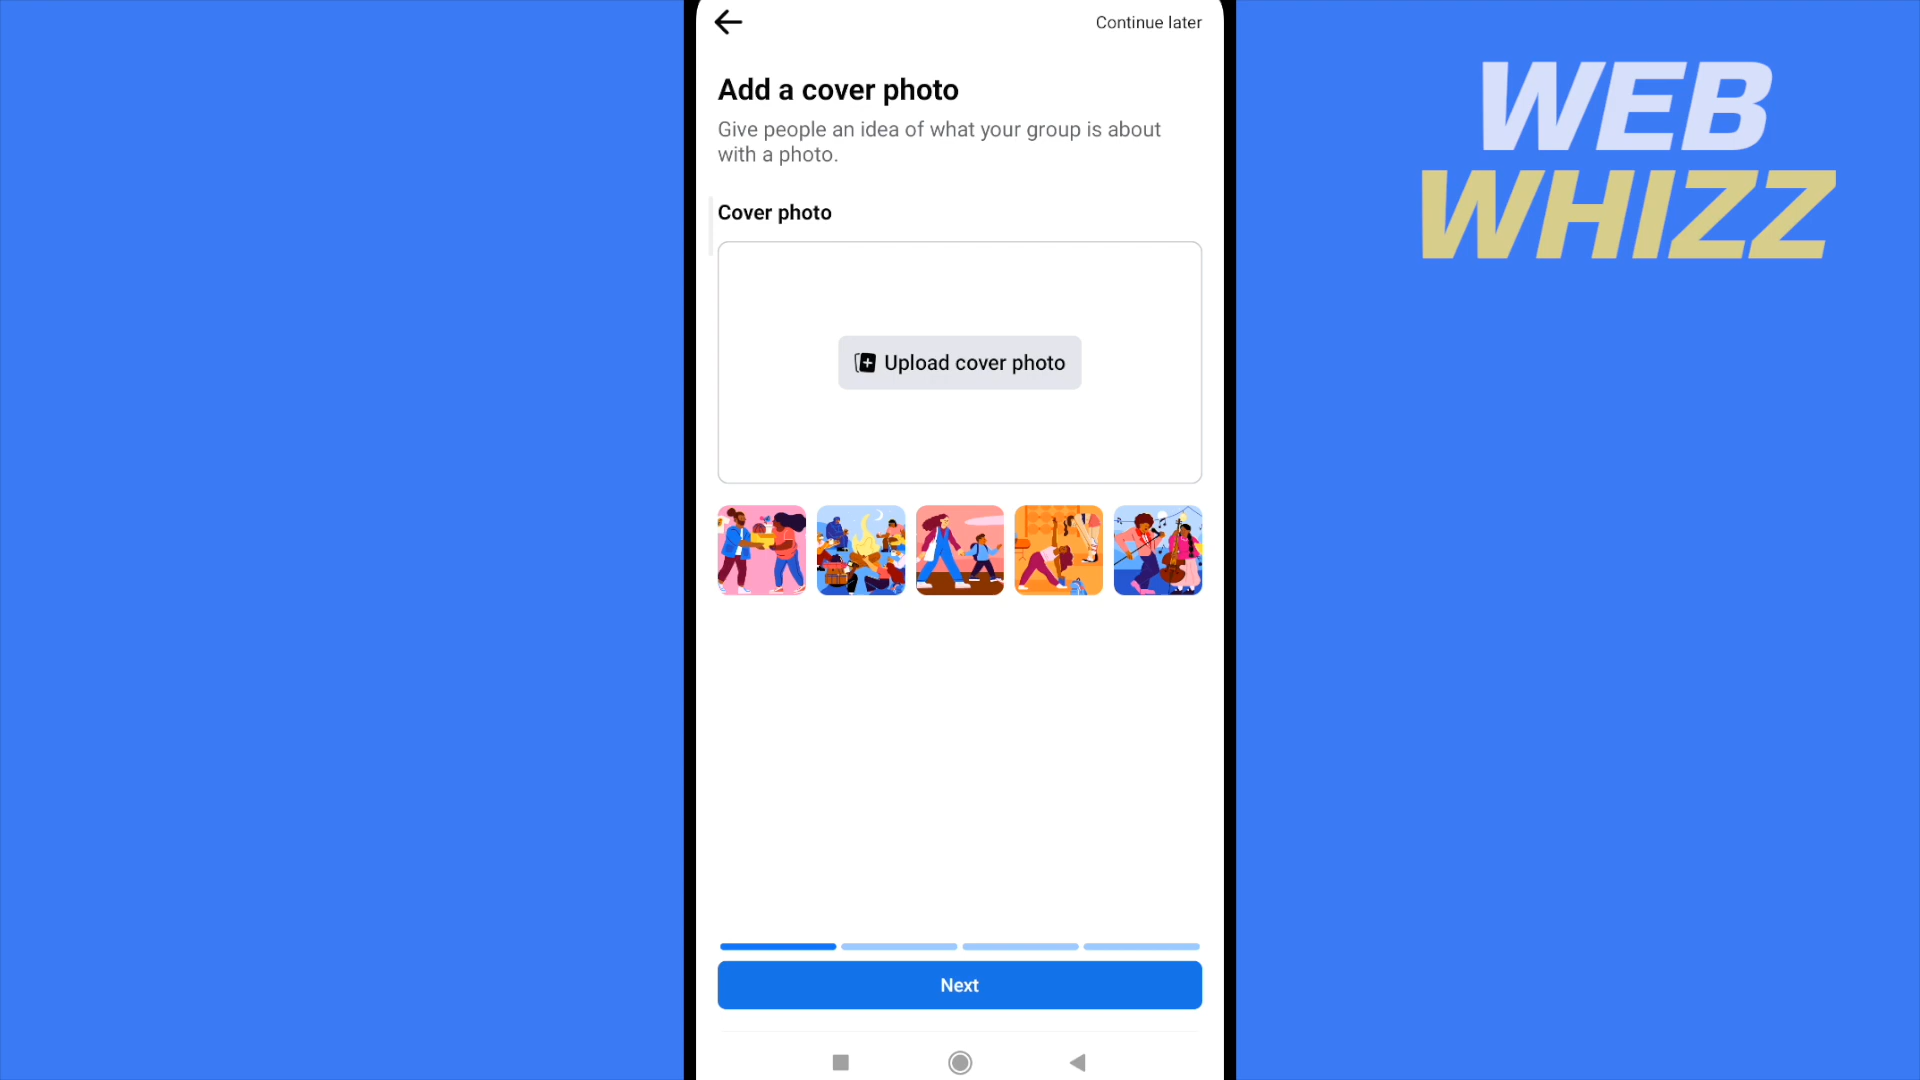 Continue later
Add a cover photo
Give people an idea of what your group is about
with a photo.
Cover photo
Upload cover photo
Next
WEB
WHIZZ